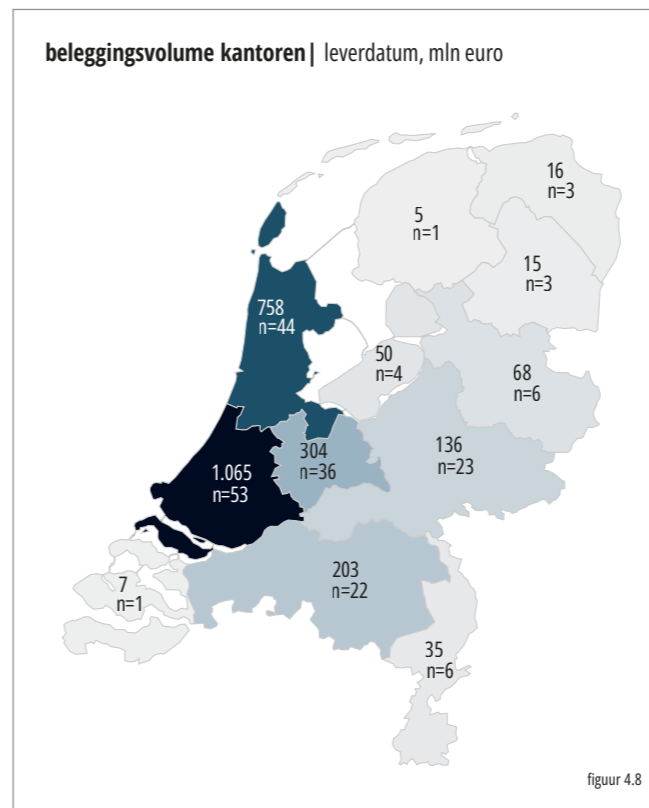 beleggingsvolume kantoren| leverdatum, mln euro
16
n=3
5
n=1
15
n=3
758
n=44
50
n=4
68
n=6
304
n=36
136
n=23
1.065
n=53
203
n=22
7
n=1
35
n=6
figuur 4.8